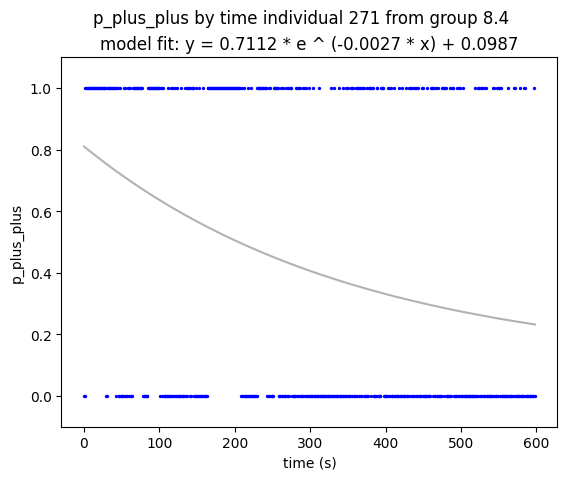 p_plus_plus by time individual 271 from group 8.4
model fit: y = 0.7112 * e ^ (-0.0027 * x) + 0.0987
1.0
0.8
0.6
0.4
0.2
0.0
p_plus_plus
0 100 200 300 400 500 600
time (s)